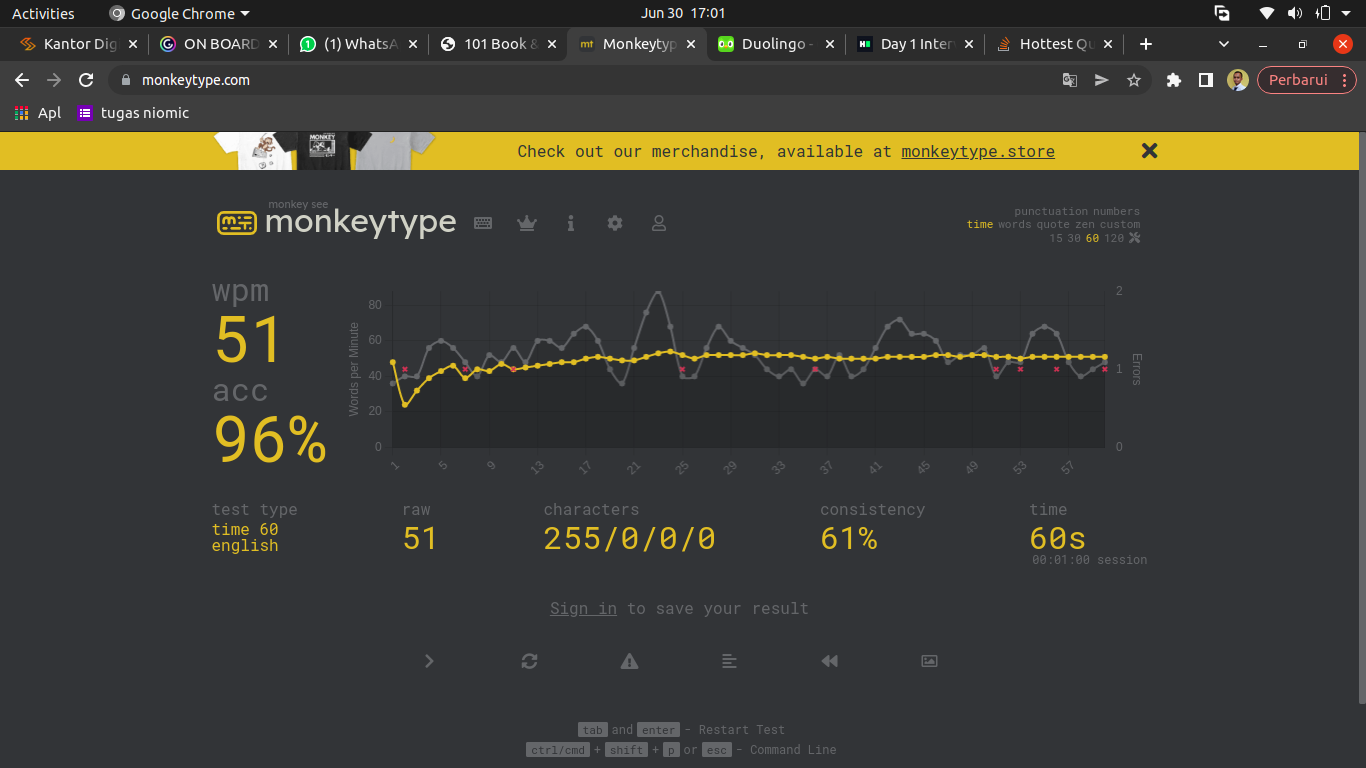 Activities Google Chrome Jun 30 17:01
Kantor Dig ON BOARD (1) WhatsA 101 Book & Monkeytyp Duolingo - Day 1 Inter Hottest Qu
monkeytype.com Perbarui
Apl tugas niomic
MONKEY
Check out our merchandise, available at monkeytype.store
monkey see
monkeytype
punctuation numbers
time words quote zen custom
15 30 60 120
wpm
51
acc
96%
Words per Minute
80
60
40
20
0
2
1
0
Errors
1 5 9 13 17 21 25 29 33 37 41 45 49 53 57
test type
time 60
english
raw
51
characters
255/0/0/0
consistency
61%
time
60s
00:01:00 session
Sign in to save your result
tab and enter - Restart Test
ctrl/cmd + shift + p or esc - Command Line